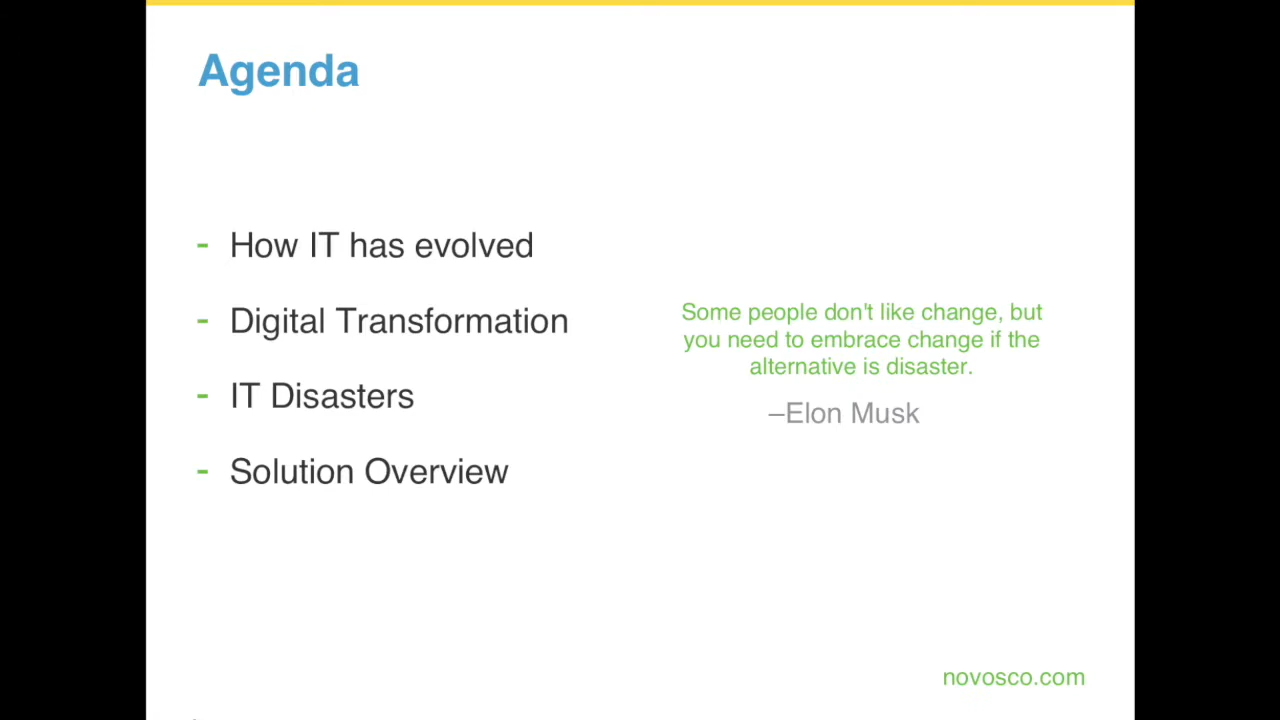 Agenda
- How IT has evolved
- Digital Transformation
- IT Disasters
- Solution Overview
Some people don't like change, but
you need to embrace change if the
alternative is disaster.
–Elon Musk
novosco.com